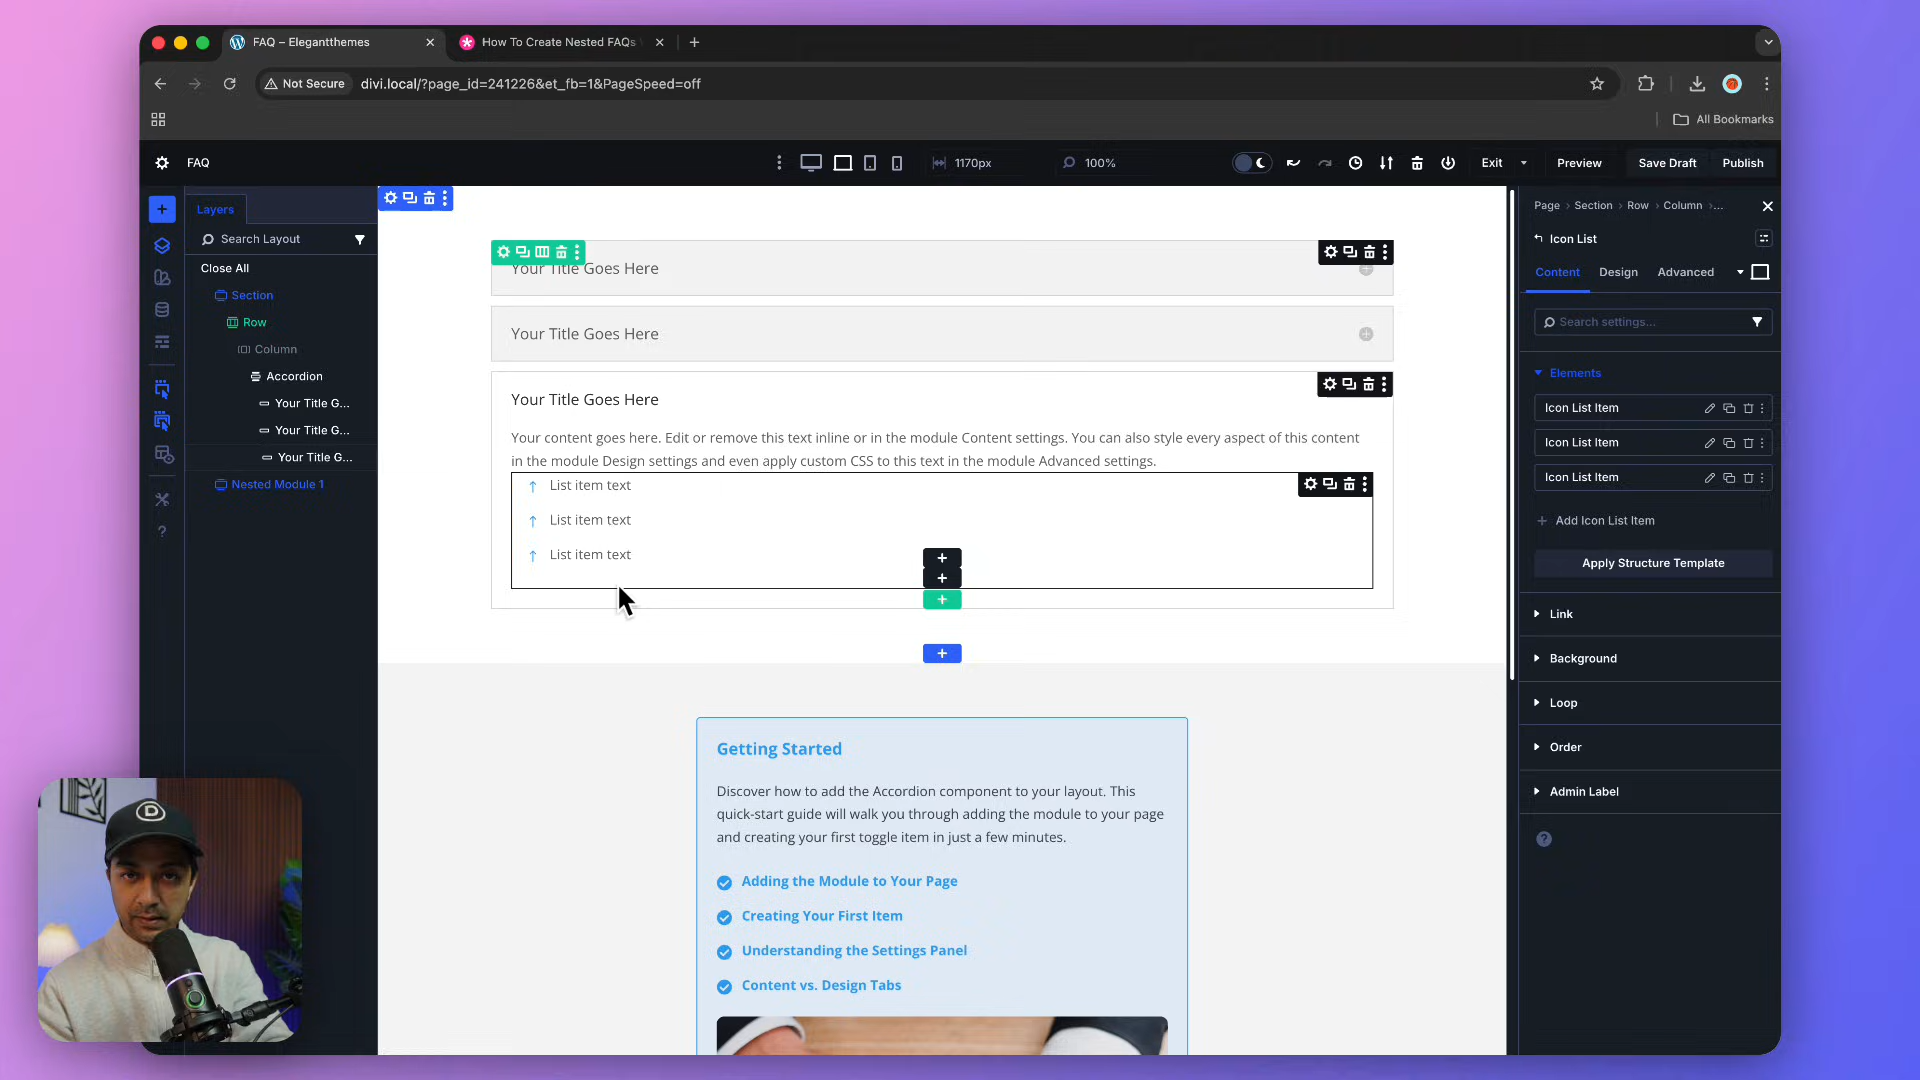 FAQ – Elegantthemes
How To Create Nested FAQs
Not Secure
divi.local/?page_id=241226&et_fb=1&PageSpeed=off
All Bookmarks
FAQ
1170px
100%
Exit
Preview
Save Draft
Publish
Layers
Search Layout
Close All
Section
Row
Column
Accordion
Your Title G...
Your Title G...
Your Title G...
Nested Module 1
Your Title Goes Here
Your Title Goes Here
Your Title Goes Here
Your content goes here. Edit or remove this text inline or in the module Content settings. You can also style every aspect of this content
in the module Design settings and even apply custom CSS to this text in the module Advanced settings.
List item text
List item text
List item text
Getting Started
Discover how to add the Accordion component to your layout. This
quick-start guide will walk you through adding the module to your page
and creating your first toggle item in just a few minutes.
Adding the Module to Your Page
Creating Your First Item
Understanding the Settings Panel
Content vs. Design Tabs
Page > Section > Row > Column > ...
Icon List
Content
Design
Advanced
Search settings...
Elements
Icon List Item
Icon List Item
Icon List Item
Add Icon List Item
Apply Structure Template
Link
Background
Loop
Order
Admin Label
D